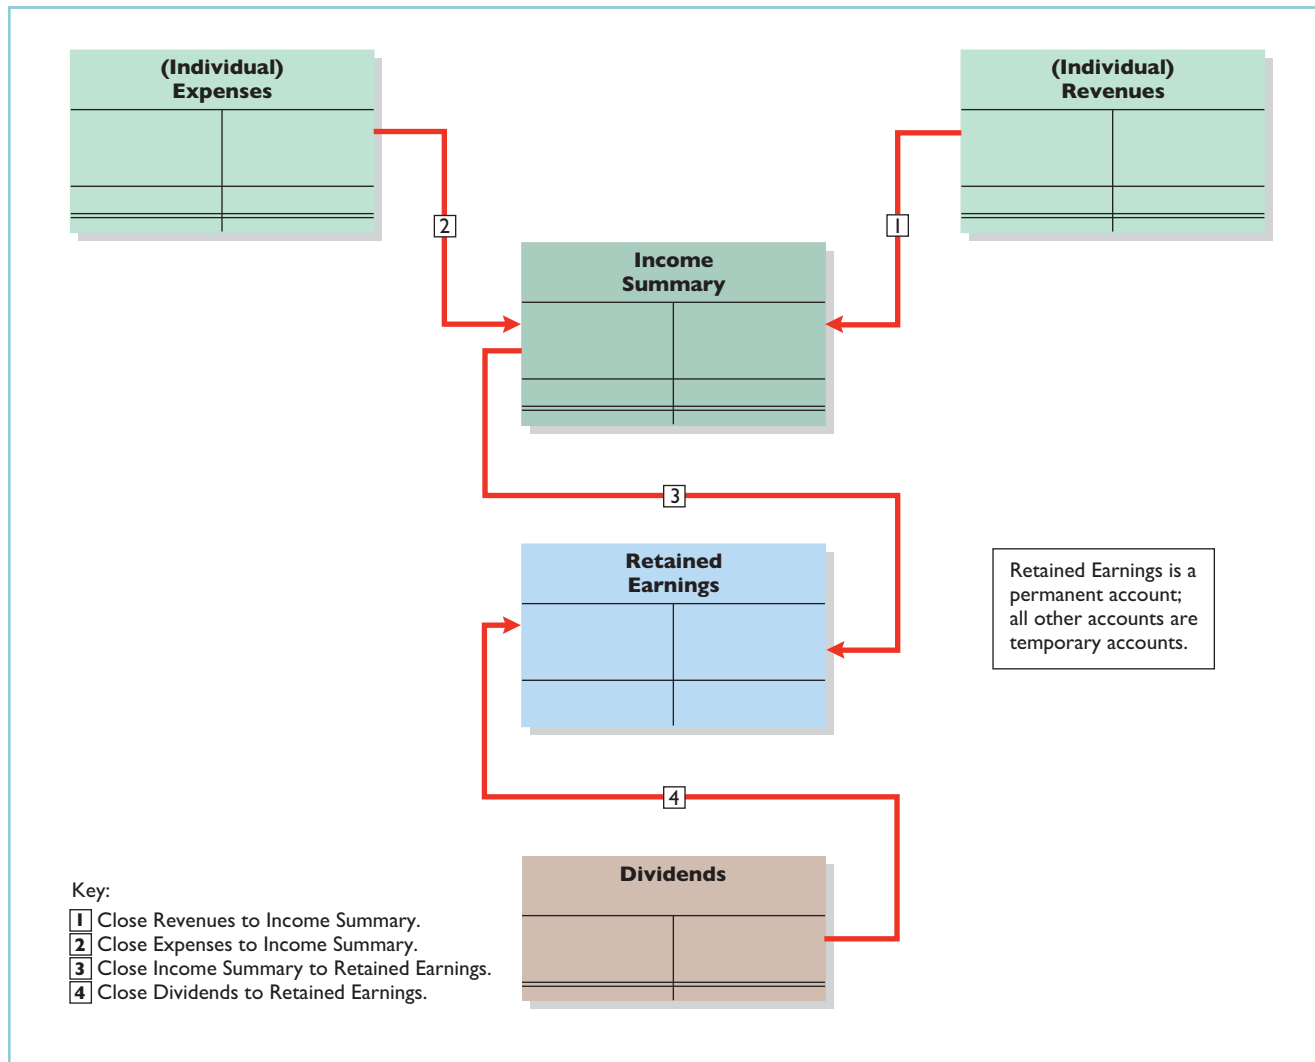 (Individual)
Expenses
(Individual)
Revenues
2
1
Income
Summary
3
Retained
Earnings
Retained Earnings is a
permanent account;
all other accounts are
temporary accounts.
4
Dividends
Key:
1 Close Revenues to Income Summary.
2 Close Expenses to Income Summary.
3 Close Income Summary to Retained Earnings.
4 Close Dividends to Retained Earnings.